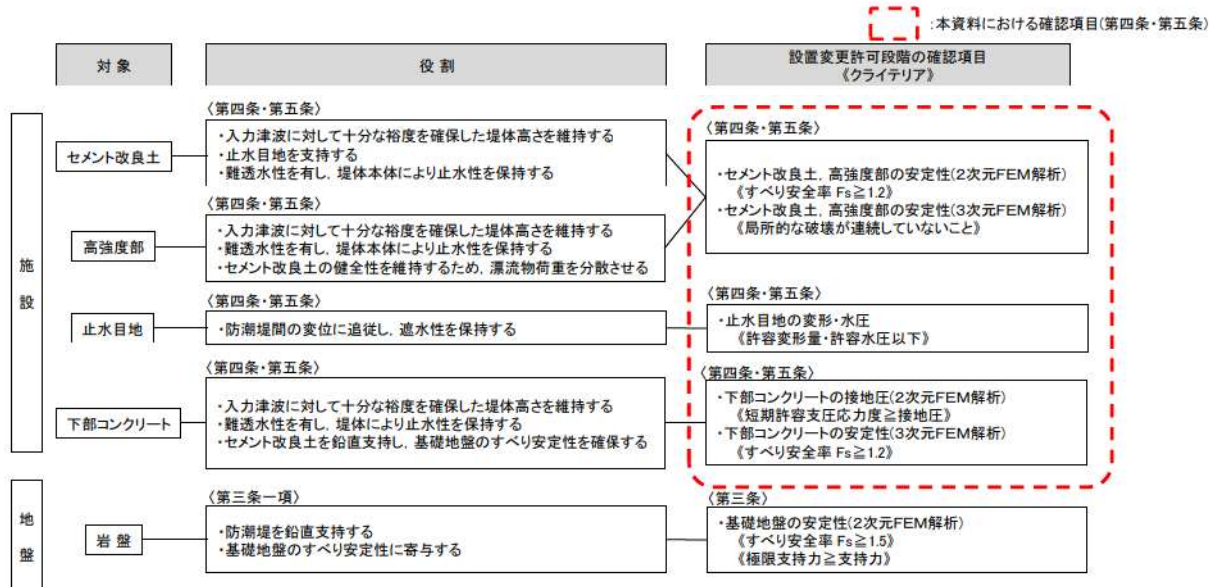 :本資料における確認項目(第四条・第五条)
対象
役割
設置変更許可段階の確認項目
《クライテリア》
施設
セメント改良土
〈第四条・第五条〉
・入力津波に対して十分な裕度を確保した堤体高さを維持する
・止水目地を支持する
・難透水性を有し,堤体本体により止水性を保持する
〈第四条・第五条〉
・セメント改良土,高強度部の安定性(2次元FEM解析)
《すべり安全率 Fs≧1.2》
・セメント改良土,高強度部の安定性(3次元FEM解析)
《局所的な破壊が連続していないこと》
高強度部
〈第四条・第五条〉
・入力津波に対して十分な裕度を確保した堤体高さを維持する
・難透水性を有し,堤体本体により止水性を保持する
・セメント改良土の健全性を維持するため,漂流物荷重を分散させる
止水目地
〈第四条・第五条〉
・防潮堤間の変位に追従し,遮水性を保持する
〈第四条・第五条〉
・止水目地の変形・水圧
《許容変形量・許容水圧以下》
下部コンクリート
〈第四条・第五条〉
・入力津波に対して十分な裕度を確保した堤体高さを維持する
・難透水性を有し,堤体により止水性を保持する
・セメント改良土を鉛直支持し,基礎地盤のすべり安定性を確保する
〈第四条・第五条〉
・下部コンクリートの接地圧(2次元FEM解析)
《短期許容支圧応力度≧接地圧》
・下部コンクリートの安定性(3次元FEM解析)
《すべり安全率 Fs≧1.2》
地盤
岩盤
〈第三条一項〉
・防潮堤を鉛直支持する
・基礎地盤のすべり安定性に寄与する
〈第三条〉
・基礎地盤の安定性(2次元FEM解析)
《すべり安全率 Fs≧1.5》
《極限支持力≧支持力》